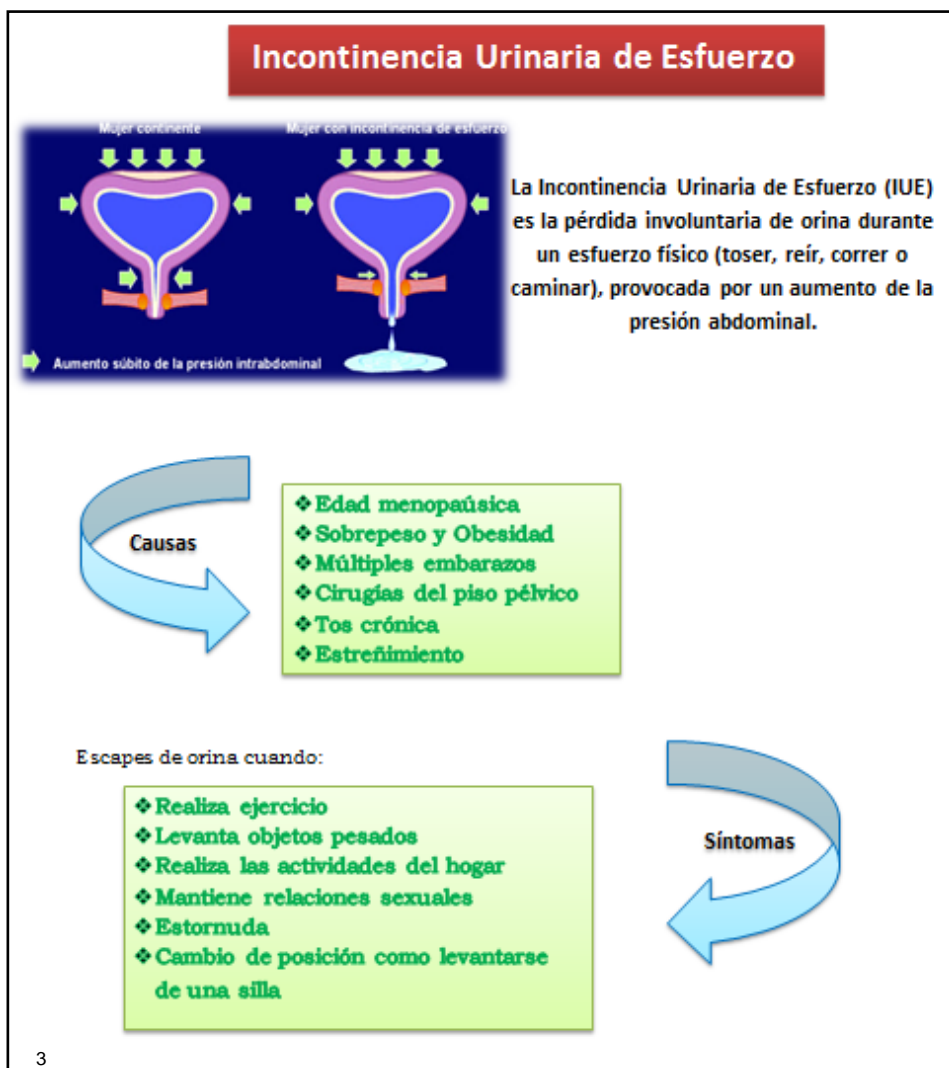 Incontinencia Urinaria de Esfuerzo
Mujer continente
Mujer con incontinencia de esfuerzo
Aumento súbito de la presión intrabdominal
La Incontinencia Urinaria de Esfuerzo (IUE)
es la pérdida involuntaria de orina durante
un esfuerzo físico (toser, reír, correr o
caminar), provocada por un aumento de la
presión abdominal.
Causas
❖Edad menopaúsica
❖Sobrepeso y Obesidad
❖Múltiples embarazos
❖Cirugías del piso pélvico
❖Tos crónica
❖Estreñimiento
Escapes de orina cuando:
❖Realiza ejercicio
❖Levanta objetos pesados
❖Realiza las actividades del hogar
❖Mantiene relaciones sexuales
❖Estornuda
❖Cambio de posición como levantarse
de una silla
Síntomas
3